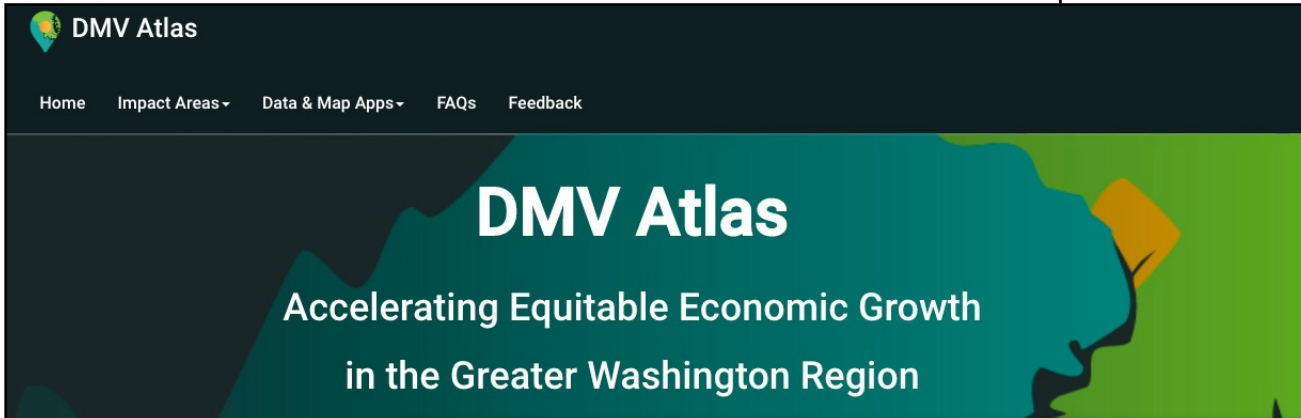 DMV Atlas
Home Impact Areas Data & Map Apps FAQs Feedback
DMV Atlas
Accelerating Equitable Economic Growth
in the Greater Washington Region